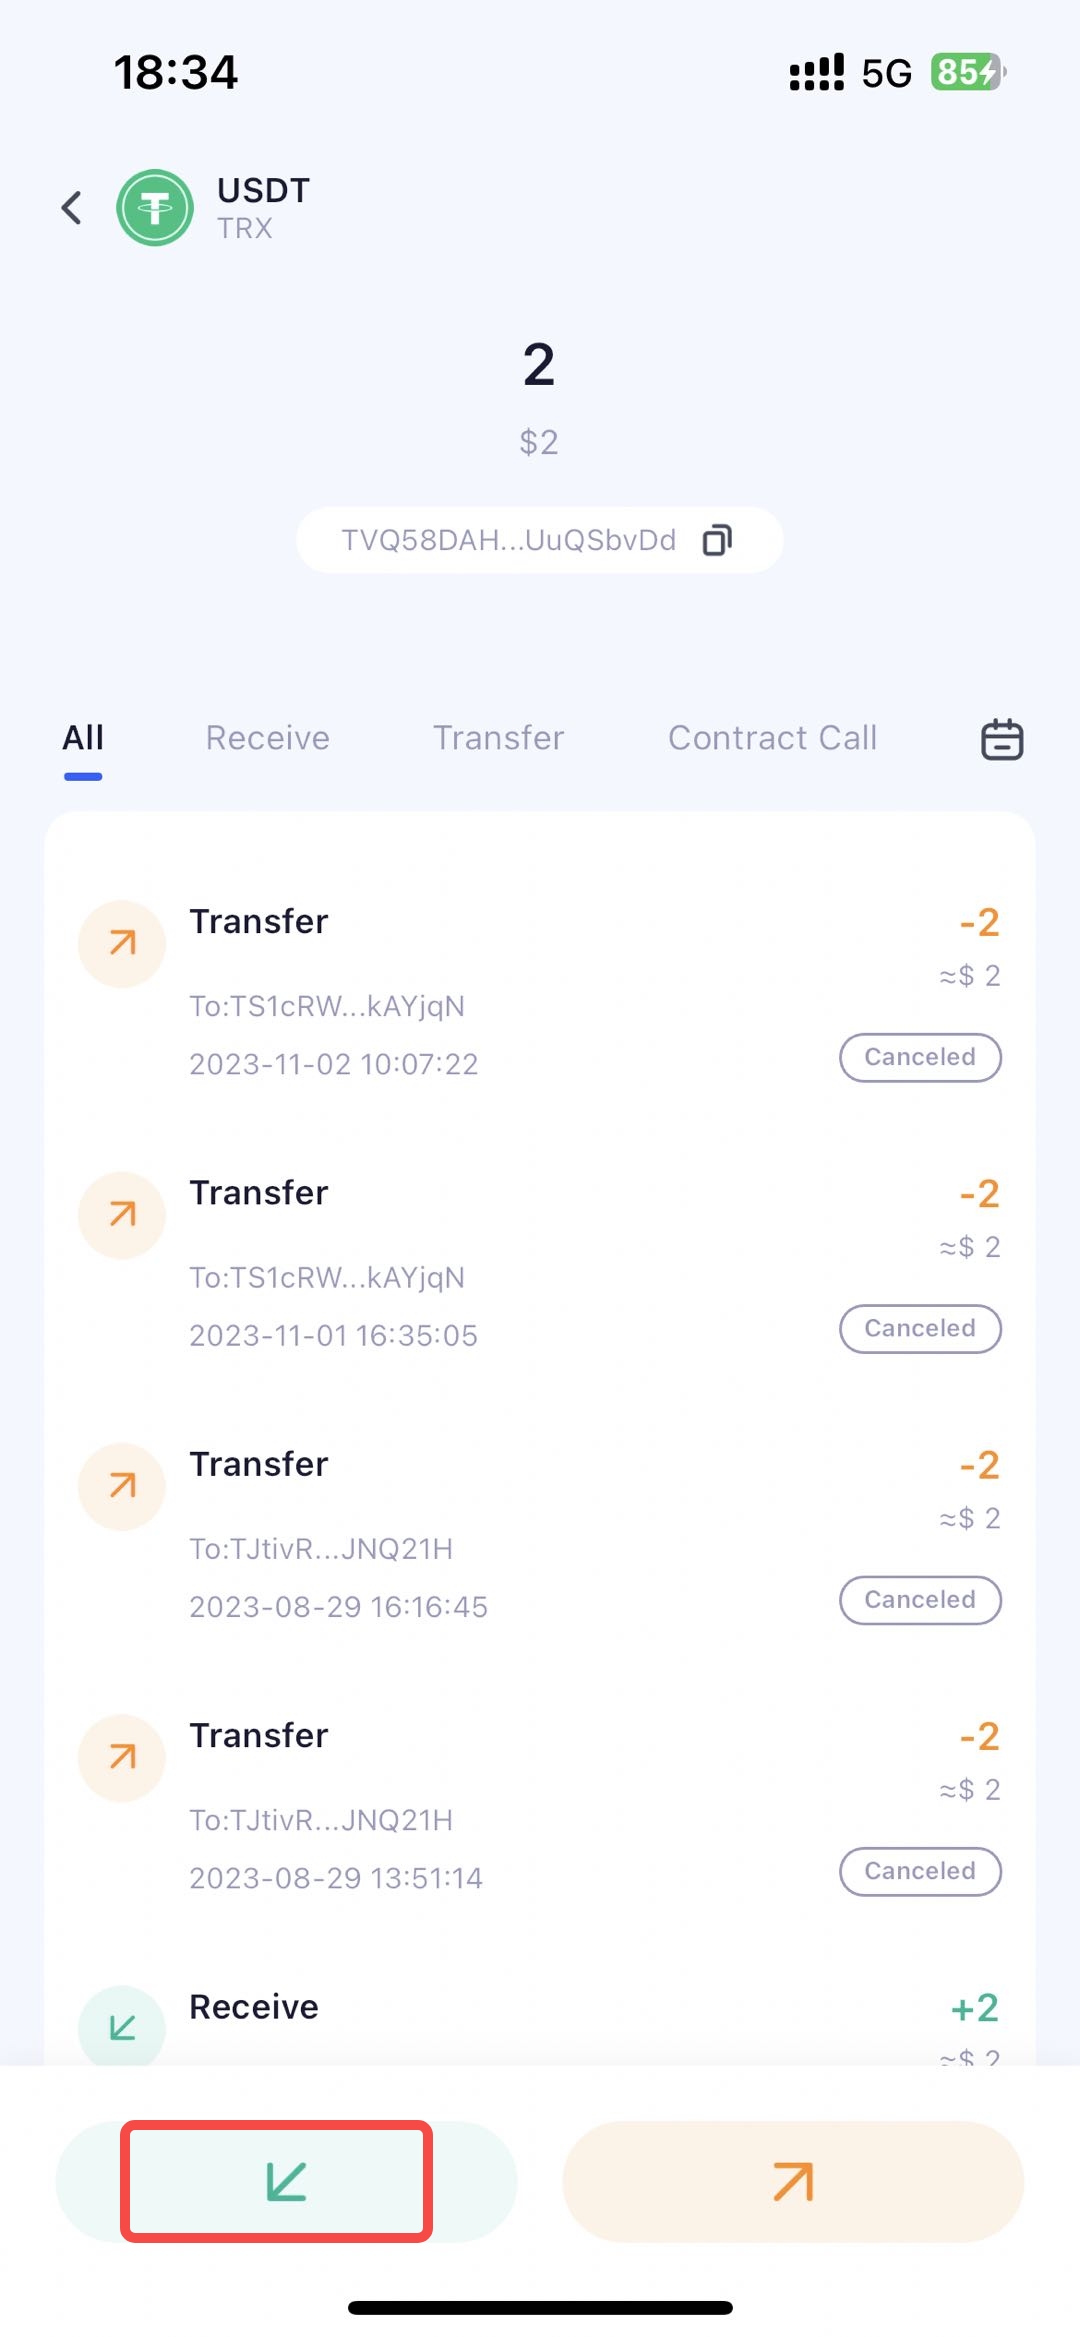 18:34
5G 85
USDT
TRX
2
$2
TVQ58DAH...UuQSbvDd
All Receive Transfer Contract Call
Transfer -2
≈$ 2
To:TS1cRW...kAYjqN
2023-11-02 10:07:22 Canceled
Transfer -2
≈$ 2
To:TS1cRW...kAYjqN
2023-11-01 16:35:05 Canceled
Transfer -2
≈$ 2
To:TJtivR...JNQ21H
2023-08-29 16:16:45 Canceled
Transfer -2
≈$ 2
To:TJtivR...JNQ21H
2023-08-29 13:51:14 Canceled
Receive +2
≈$ 2